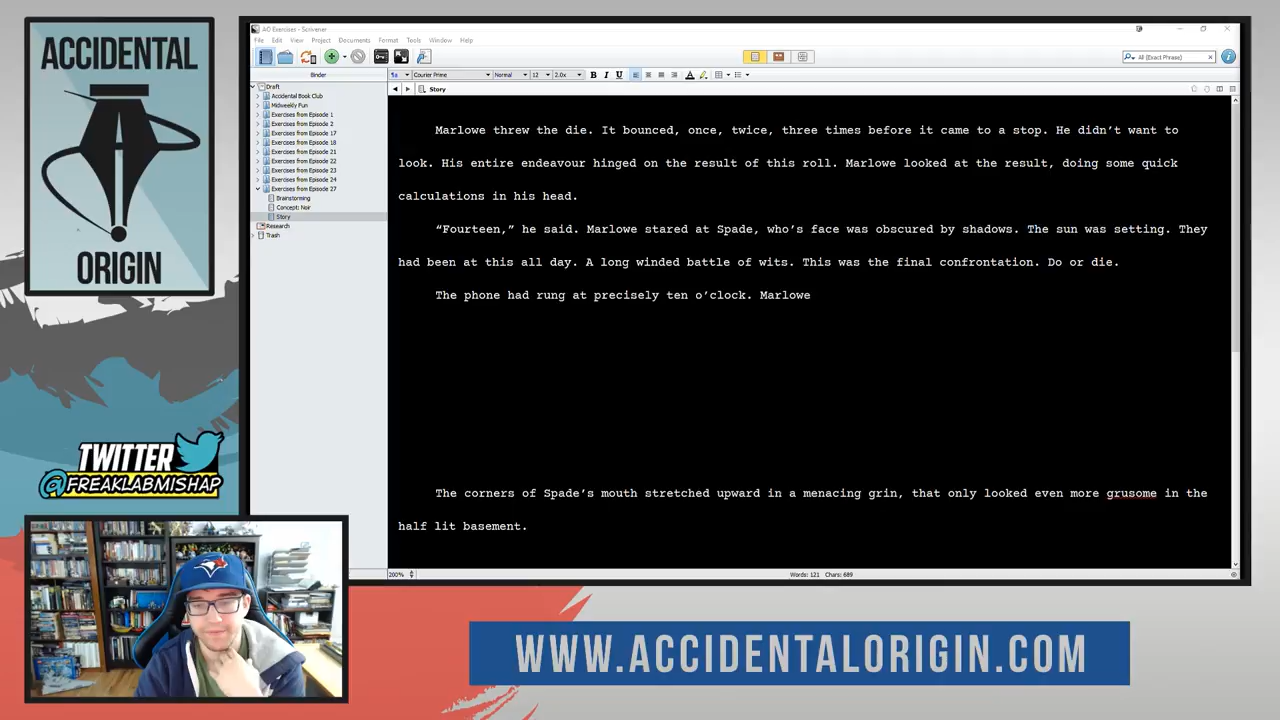 ACCIDENTAL
ORIGIN
TWITTER
@FREAKLABMISHAP
AO Exercises - Scrivener
File Edit View Project Documents Format Tools Window Help
All (Exact Phrase)
Binder
Courier Prime Normal 12 2.0x B I U A
Draft
Accidental Book Club
Midweekly Fun
Exercises from Episode 1
Exercises from Episode 2
Exercises from Episode 17
Exercises from Episode 18
Exercises from Episode 21
Exercises from Episode 22
Exercises from Episode 23
Exercises from Episode 24
Exercises from Episode 27
Brainstorming
Concept: Noir
Story
Research
Trash
Story
Marlowe threw the die. It bounced, once, twice, three times before it came to a stop. He didn’t want to
look. His entire endeavour hinged on the result of this roll. Marlowe looked at the result, doing some quick
calculations in his head.
“Fourteen,” he said. Marlowe stared at Spade, who’s face was obscured by shadows. The sun was setting. They
had been at this all day. A long winded battle of wits. This was the final confrontation. Do or die.
The phone had rung at precisely ten o’clock. Marlowe
The corners of Spade’s mouth stretched upward in a menacing grin, that only looked even more grusome in the
half lit basement.
200%
Words: 121 Chars: 689
WWW.ACCIDENTALORIGIN.COM